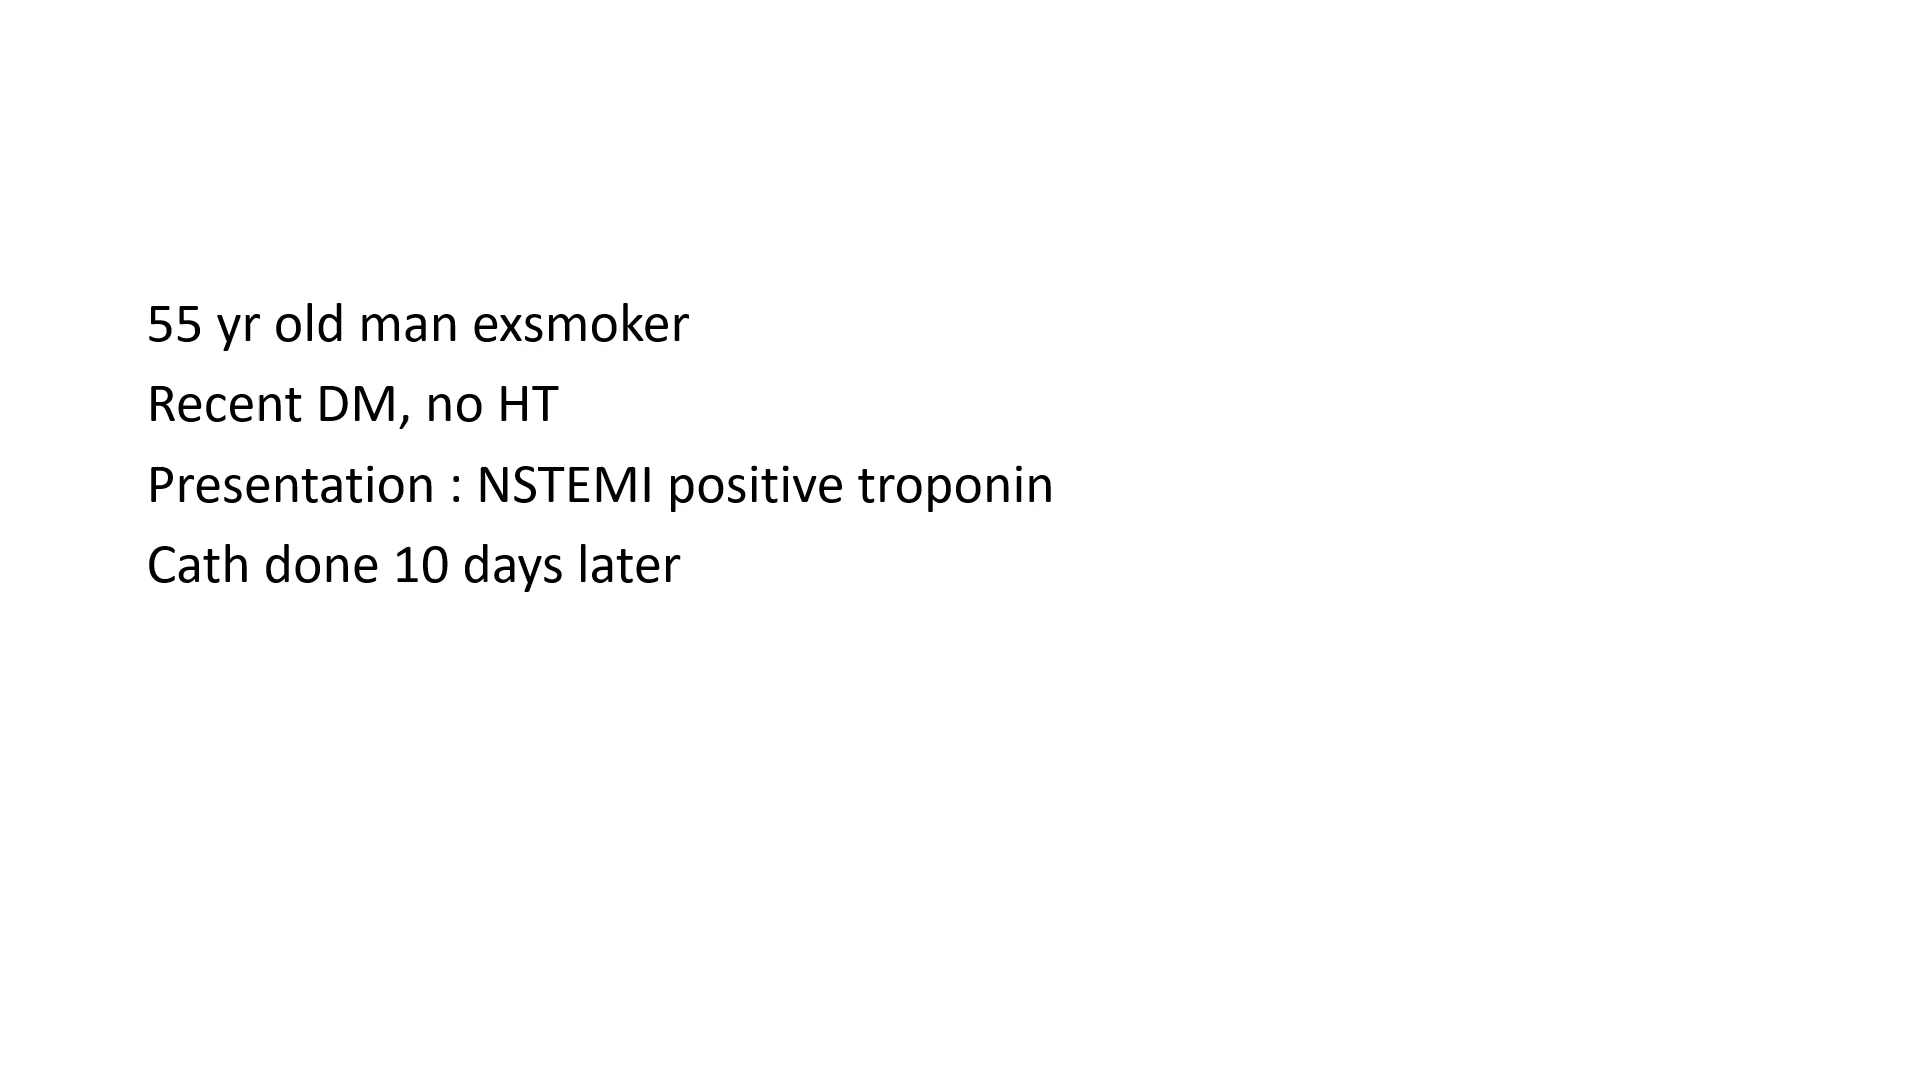 55 yr old man exsmoker
Recent DM, no HT
Presentation : NSTEMI positive troponin
Cath done 10 days later